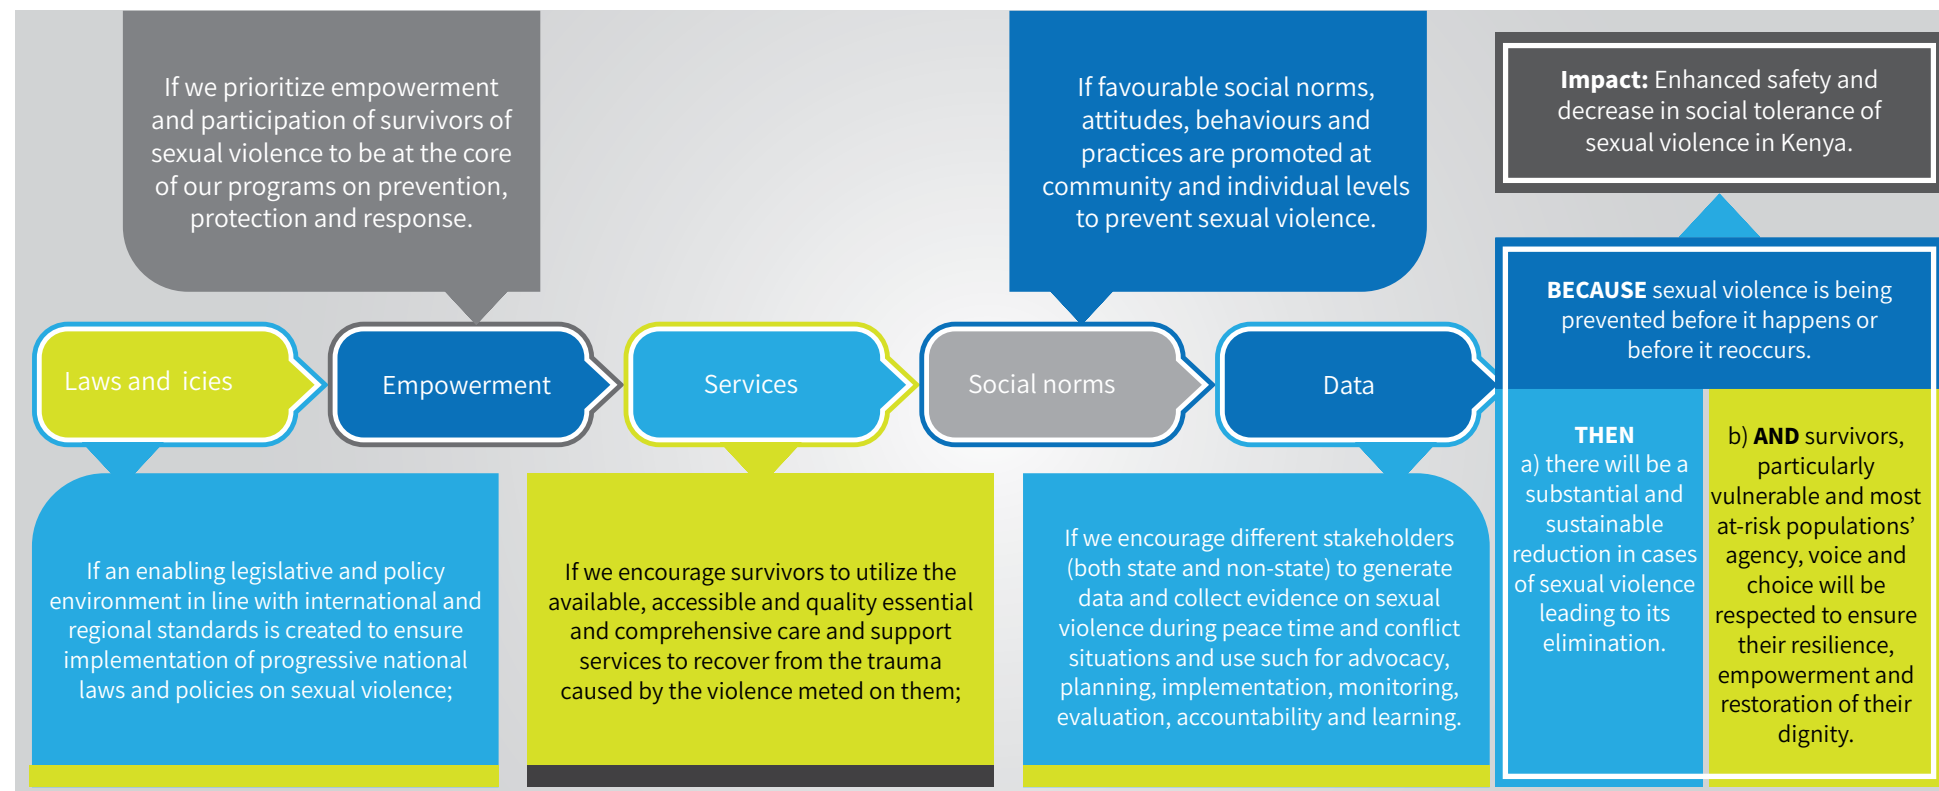 If we prioritize empowerment
and participation of survivors of
sexual violence to be at the core
of our programs on prevention,
protection and response.
If favourable social norms,
attitudes, behaviours and
practices are promoted at
community and individual levels
to prevent sexual violence.
Impact: Enhanced safety and
decrease in social tolerance of
sexual violence in Kenya.
Laws and  icies
Empowerment
Services
Social norms
Data
BECAUSE sexual violence is being
prevented before it happens or
before it reoccurs.
If an enabling legislative and policy
environment in line with international and
regional standards is created to ensure
implementation of progressive national
laws and policies on sexual violence;
If we encourage survivors to utilize the
available, accessible and quality essential
and comprehensive care and support
services to recover from the trauma
caused by the violence meted on them;
If we encourage different stakeholders
(both state and non-state) to generate
data and collect evidence on sexual
violence during peace time and conflict
situations and use such for advocacy,
planning, implementation, monitoring,
evaluation, accountability and learning.
THEN
a) there will be a
substantial and
sustainable
reduction in cases
of sexual violence
leading to its
elimination.
b) AND survivors,
particularly
vulnerable and most
at-risk populations’
agency, voice and
choice will be
respected to ensure
their resilience,
empowerment and
restoration of their
dignity.